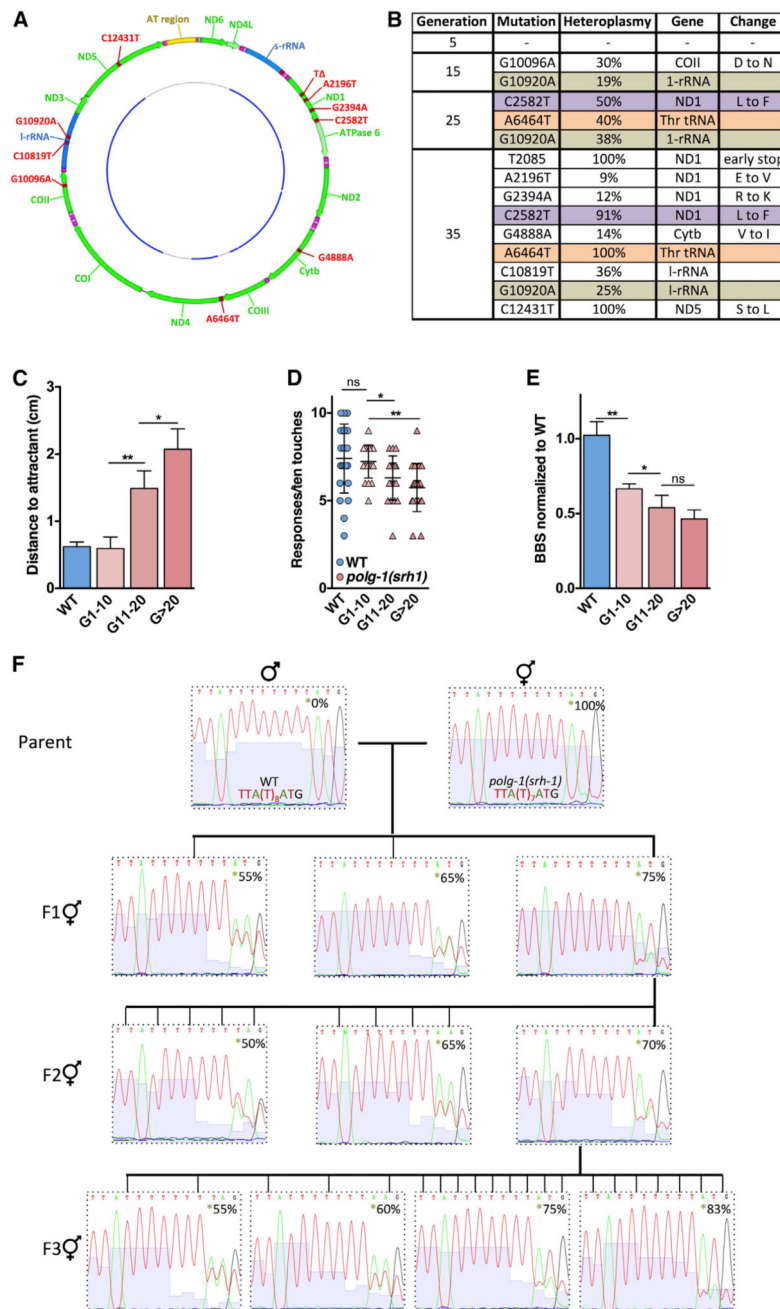 A
AT region
ND6
ND4L
s-rRNA
C12431T
ND5
TΔ
A2196T
ND1
G2394A
C2582T
ATPase 6
ND3
G10920A
l-rRNA
C10819T
G10096A
COII
ND2
COI
G4888A
Cytb
COIII
A6464T
ND4
B
Generation Mutation Heteroplasmy Gene Change
5 - - - -
15
G10096A 30% COII D to N
G10920A 19% 1-rRNA
25
C2582T 50% ND1 L to F
A6464T 40% Thr tRNA
G10920A 38% 1-rRNA
35
T2085 100% ND1 early stop
A2196T 9% ND1 E to V
G2394A 12% ND1 R to K
C2582T 91% ND1 L to F
G4888A 14% Cytb V to I
A6464T 100% Thr tRNA
C10819T 36% l-rRNA
G10920A 25% l-rRNA
C12431T 100% ND5 S to L
C
Distance to attractant (cm)
3
2
1
0
** *
WT G1-10 G11-20 G>20
D
Responses/ten touches
10
5
0
ns * **
WT
polg-1(srh1)
WT G1-10 G11-20 G>20
E
BBS normalized to WT
1.0
0.5
0.0
** * ns
WT G1-10 G11-20 G>20
F
♂ ⚥
Parent
T T A T T T T T T T T A T G
*0%
WT
TTA(T)8ATG
*100%
polg-1(srh-1)
TTA(T)7ATG
F1⚥
*55%
*65%
*75%
F2⚥
*50%
*65%
*70%
F3⚥
*55%
*60%
*75%
*83%